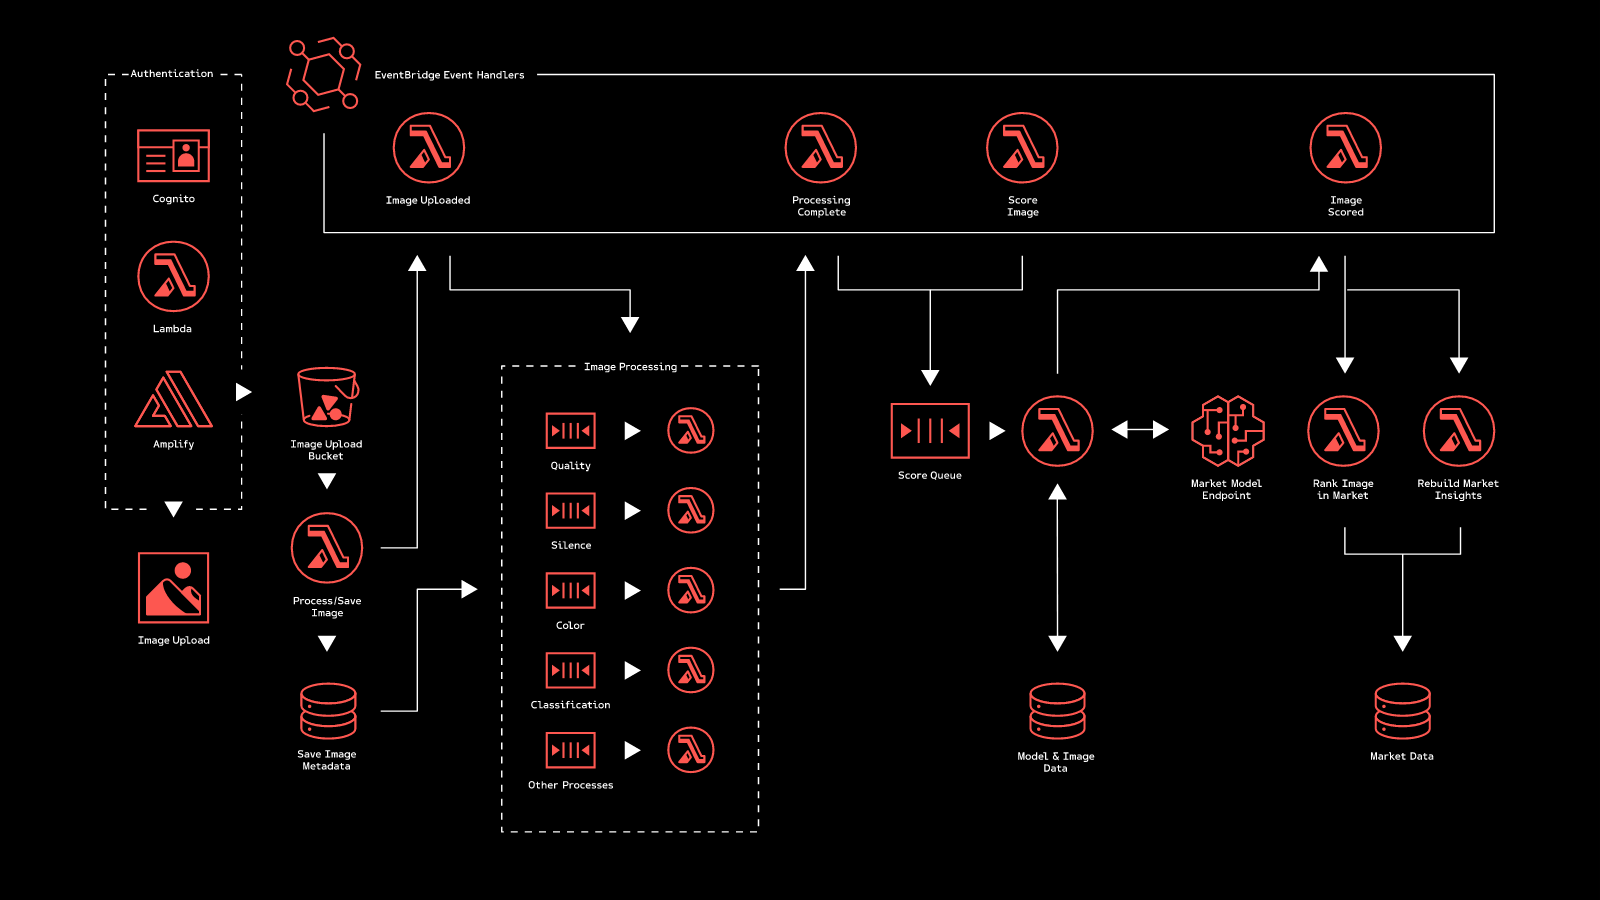 Authentication
EventBridge Event Handlers
Cognito
Lambda
Amplify
Image Upload
Image Uploaded
Processing
Complete
Score
Image
Image
Scored
Image Upload
Bucket
Process/Save
Image
Save Image
Metadata
Image Processing
Quality
Silence
Color
Classification
Other Processes
Score Queue
Market Model
Endpoint
Rank Image
in Market
Rebuild Market
Insights
Model & Image
Data
Market Data